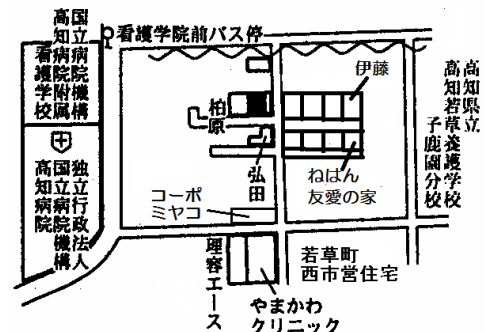 国立病院機構
高知病院附属
看護学校
看護学院前バス停
伊藤
柏原
弘田
ねはん
友愛の家
高知県立
高知若草養護学校
子鹿園分校
独立行政法人
国立病院機構
高知病院
コーポ
ミヤコ
理容エース
やまかわ
クリニック
若草町
西市営住宅